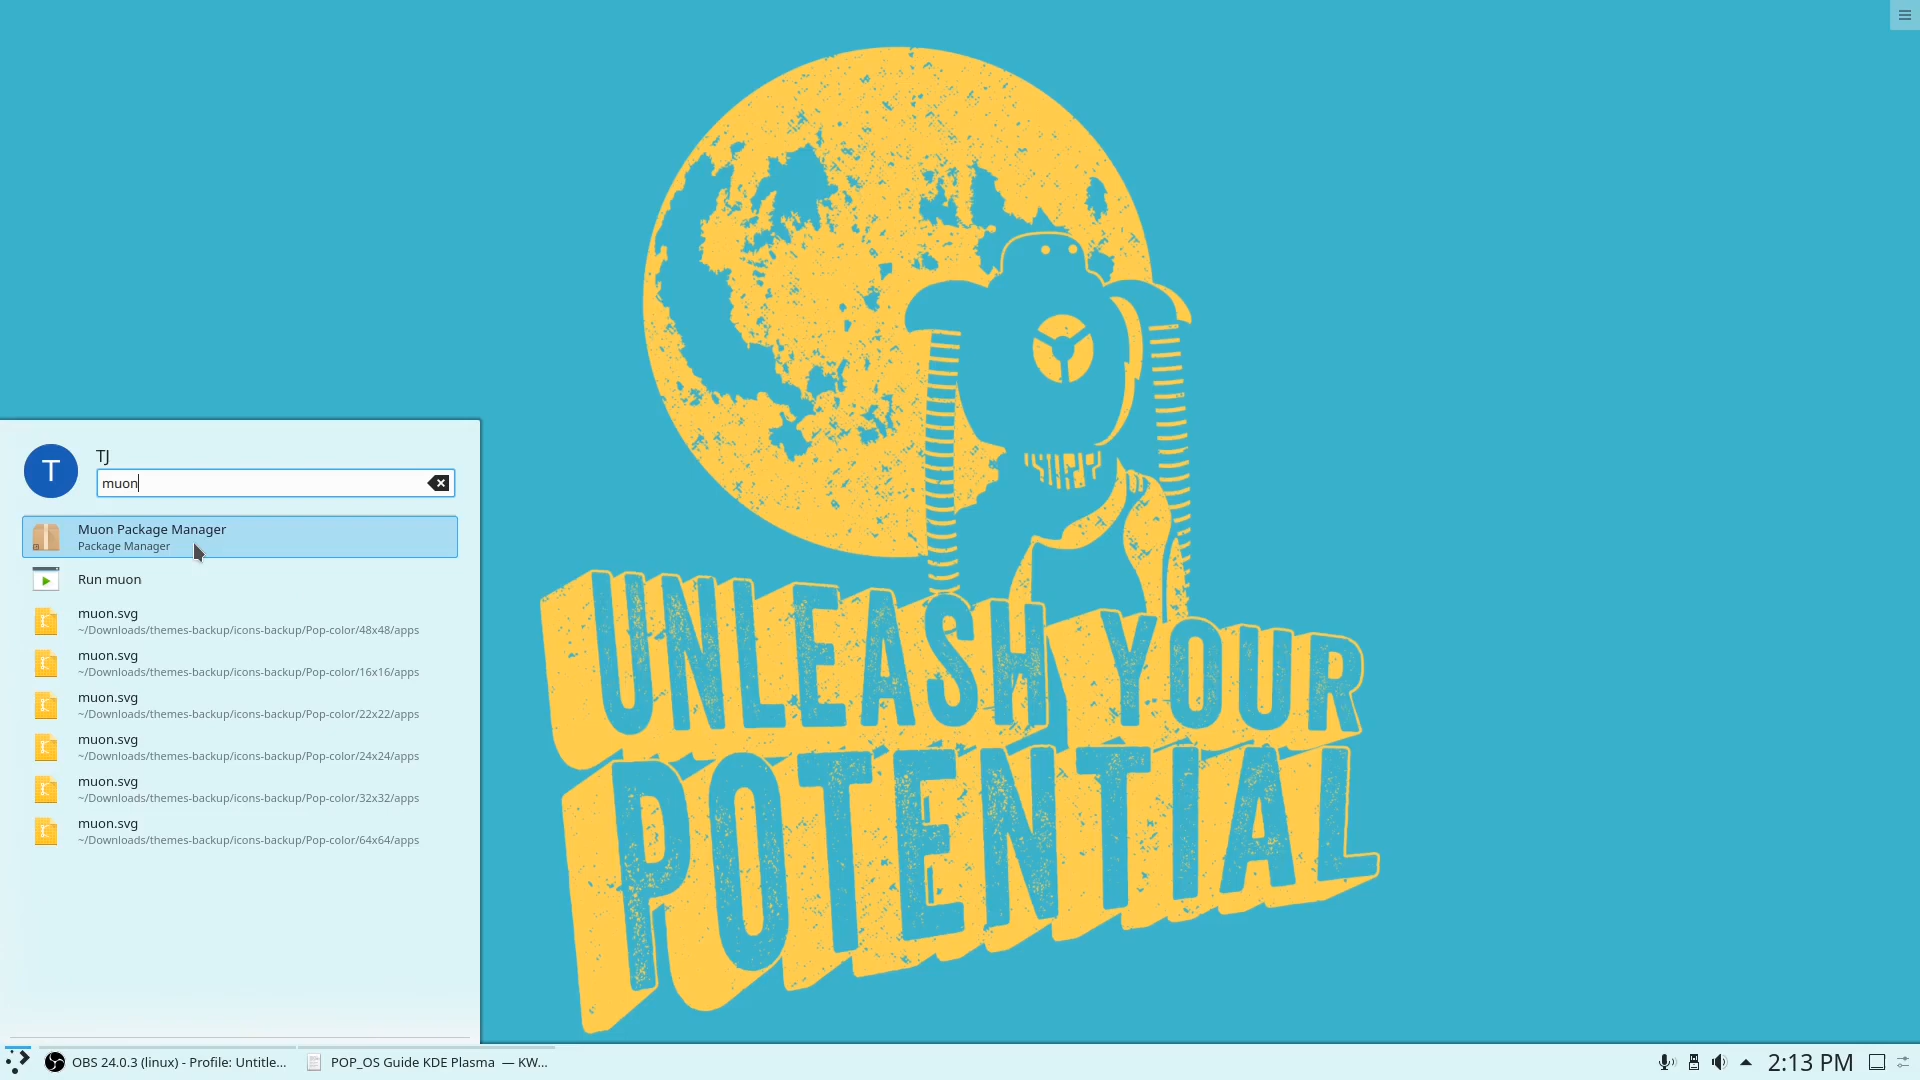 UNLEASH YOUR
POTENTIAL
T
TJ
muon
Muon Package Manager
Package Manager
Run muon
muon.svg
~/Downloads/themes-backup/icons-backup/Pop-color/48x48/apps
muon.svg
~/Downloads/themes-backup/icons-backup/Pop-color/16x16/apps
muon.svg
~/Downloads/themes-backup/icons-backup/Pop-color/22x22/apps
muon.svg
~/Downloads/themes-backup/icons-backup/Pop-color/24x24/apps
muon.svg
~/Downloads/themes-backup/icons-backup/Pop-color/32x32/apps
muon.svg
~/Downloads/themes-backup/icons-backup/Pop-color/64x64/apps
OBS 24.0.3 (linux) - Profile: Untitle...
POP_OS Guide KDE Plasma — KW...
2:13 PM